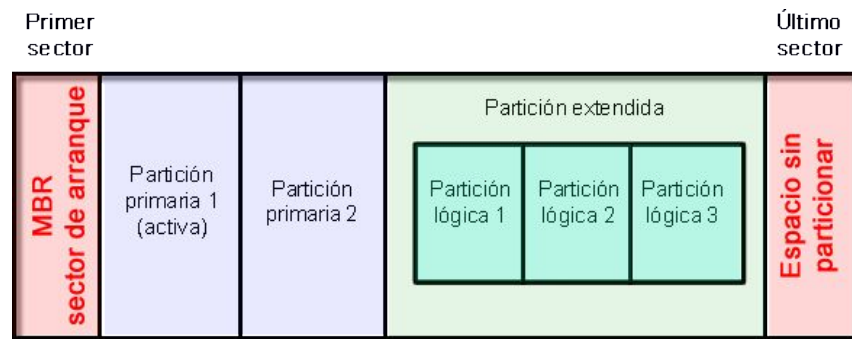 Primer
sector
Último
sector
MBR
sector de arranque
Partición
primaria 1
(activa)
Partición
primaria 2
Partición extendida
Partición
lógica 1
Partición
lógica 2
Partición
lógica 3
Espacio sin
particionar